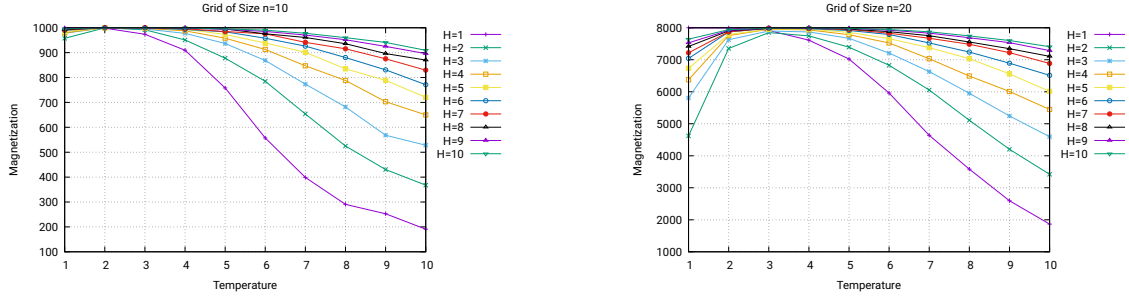 Grid of Size n=10
Magnetization
1000
900
800
700
600
500
400
300
200
100
1 2 3 4 5 6 7 8 9 10
Temperature
H=1
H=2
H=3
H=4
H=5
H=6
H=7
H=8
H=9
H=10
Grid of Size n=20
Magnetization
8000
7000
6000
5000
4000
3000
2000
1000
1 2 3 4 5 6 7 8 9 10
Temperature
H=1
H=2
H=3
H=4
H=5
H=6
H=7
H=8
H=9
H=10